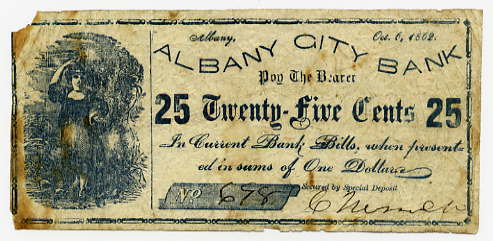 Albany, Oct. 6, 1862.
ALBANY CITY BANK
Pay The Bearer
25 Twenty-Five Cents 25
In Current Bank Bills, when present-
ed in sums of One Dollar.
Secured by Special Deposit
No 678